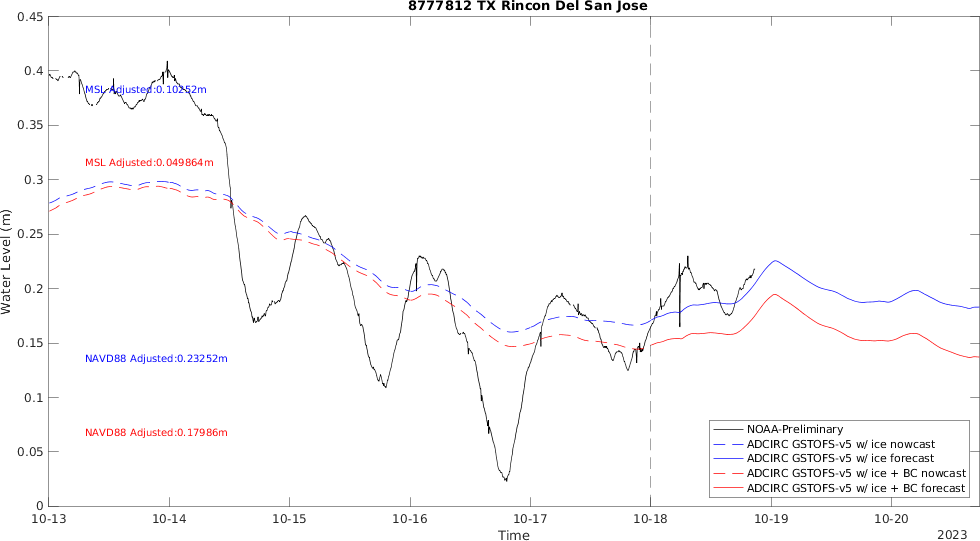 8777812 TX Rincon Del San Jose
0.45
0.4
0.35
0.3
0.25
0.2
0.15
0.1
0.05
0
Water Level (m)
MSL Adjusted:0.10252m
MSL Adjusted:0.049864m
NAVD88 Adjusted:0.23252m
NAVD88 Adjusted:0.17986m
NOAA-Preliminary
ADCIRC GSTOFS-v5 w/ ice nowcast
ADCIRC GSTOFS-v5 w/ ice forecast
ADCIRC GSTOFS-v5 w/ ice + BC nowcast
ADCIRC GSTOFS-v5 w/ ice + BC forecast
10-13 10-14 10-15 10-16 10-17 10-18 10-19 10-20
Time
2023